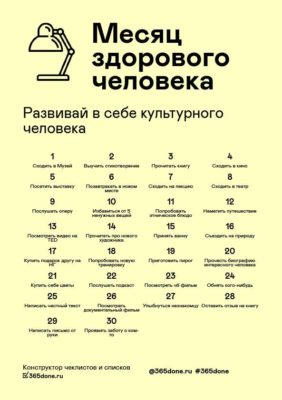 Месяц
здорового
человека
Развивай в себе культурного
человека
1 2 3 4
Сходить в Музей Выучить стихотворение Прочитать книгу Сходить в кино
5 6 7 8
Посетить выставку Позавтракать в новом месте Сходить на лекцию Сходить в театр
9 10 11 12
Послушать оперу Избавиться от 5 ненужных вещей Попробовать этническое блюдо Наметить путешествие
13 14 15 16
Посмотреть видео на TED Прочитать про нового художника Принять ванну Съездить на природу
17 18 19 20
Купить подарок другу на НГ Попробовать новую тренировку Приготовить пирог Прочесть биографию интересного человека
21 22 23 24
Купить себе цветы Послушать подкаст Посмотреть чб фильм Обнять кого-нибудь
25 26 27 28
Написать честный текст Посмотреть документальный фильм Улыбнуться незнакомцу Оставить отзыв на книгу
29 30
Написать письмо от руки Проявить заботу о ком-то
Конструктор чеклистов и списков
365done.ru
@365done.ru #365done